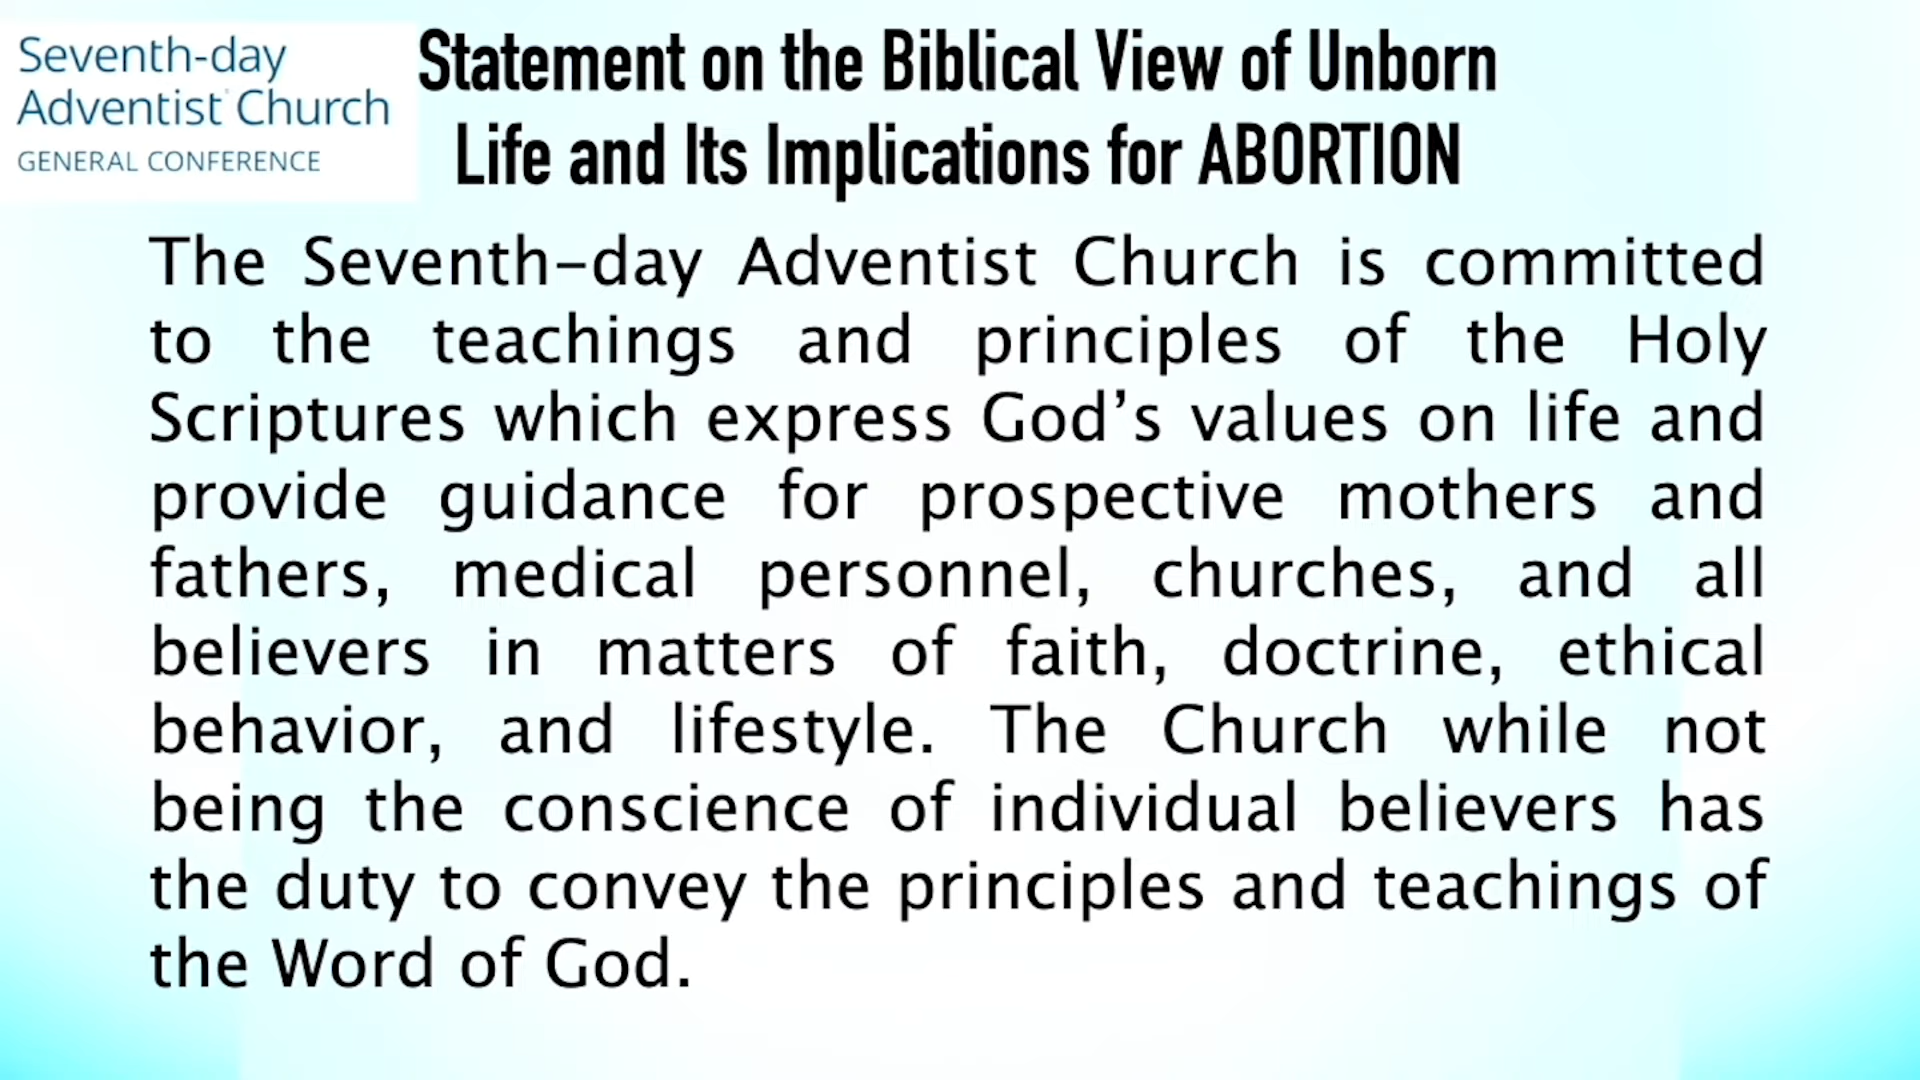 Seventh-day
Adventist Church
GENERAL CONFERENCE
Statement on the Biblical View of Unborn
Life and Its Implications for ABORTION
The Seventh-day Adventist Church is committed
to the teachings and principles of the Holy
Scriptures which express God’s values on life and
provide guidance for prospective mothers and
fathers, medical personnel, churches, and all
believers in matters of faith, doctrine, ethical
behavior, and lifestyle. The Church while not
being the conscience of individual believers has
the duty to convey the principles and teachings of
the Word of God.